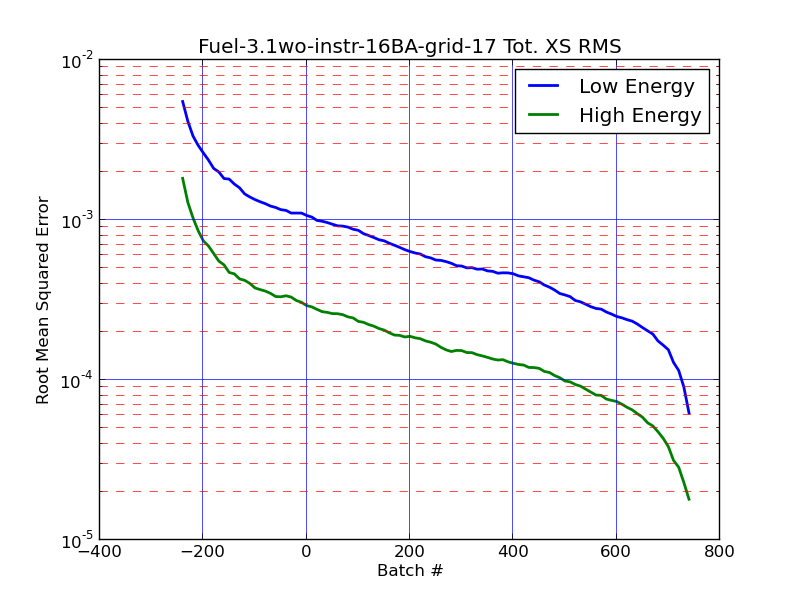 Fuel-3.1wo-instr-16BA-grid-17 Tot. XS RMS
Low Energy
High Energy
Root Mean Squared Error
10^-2
10^-3
10^-4
10^-5
−400 −200 0 200 400 600 800
Batch #